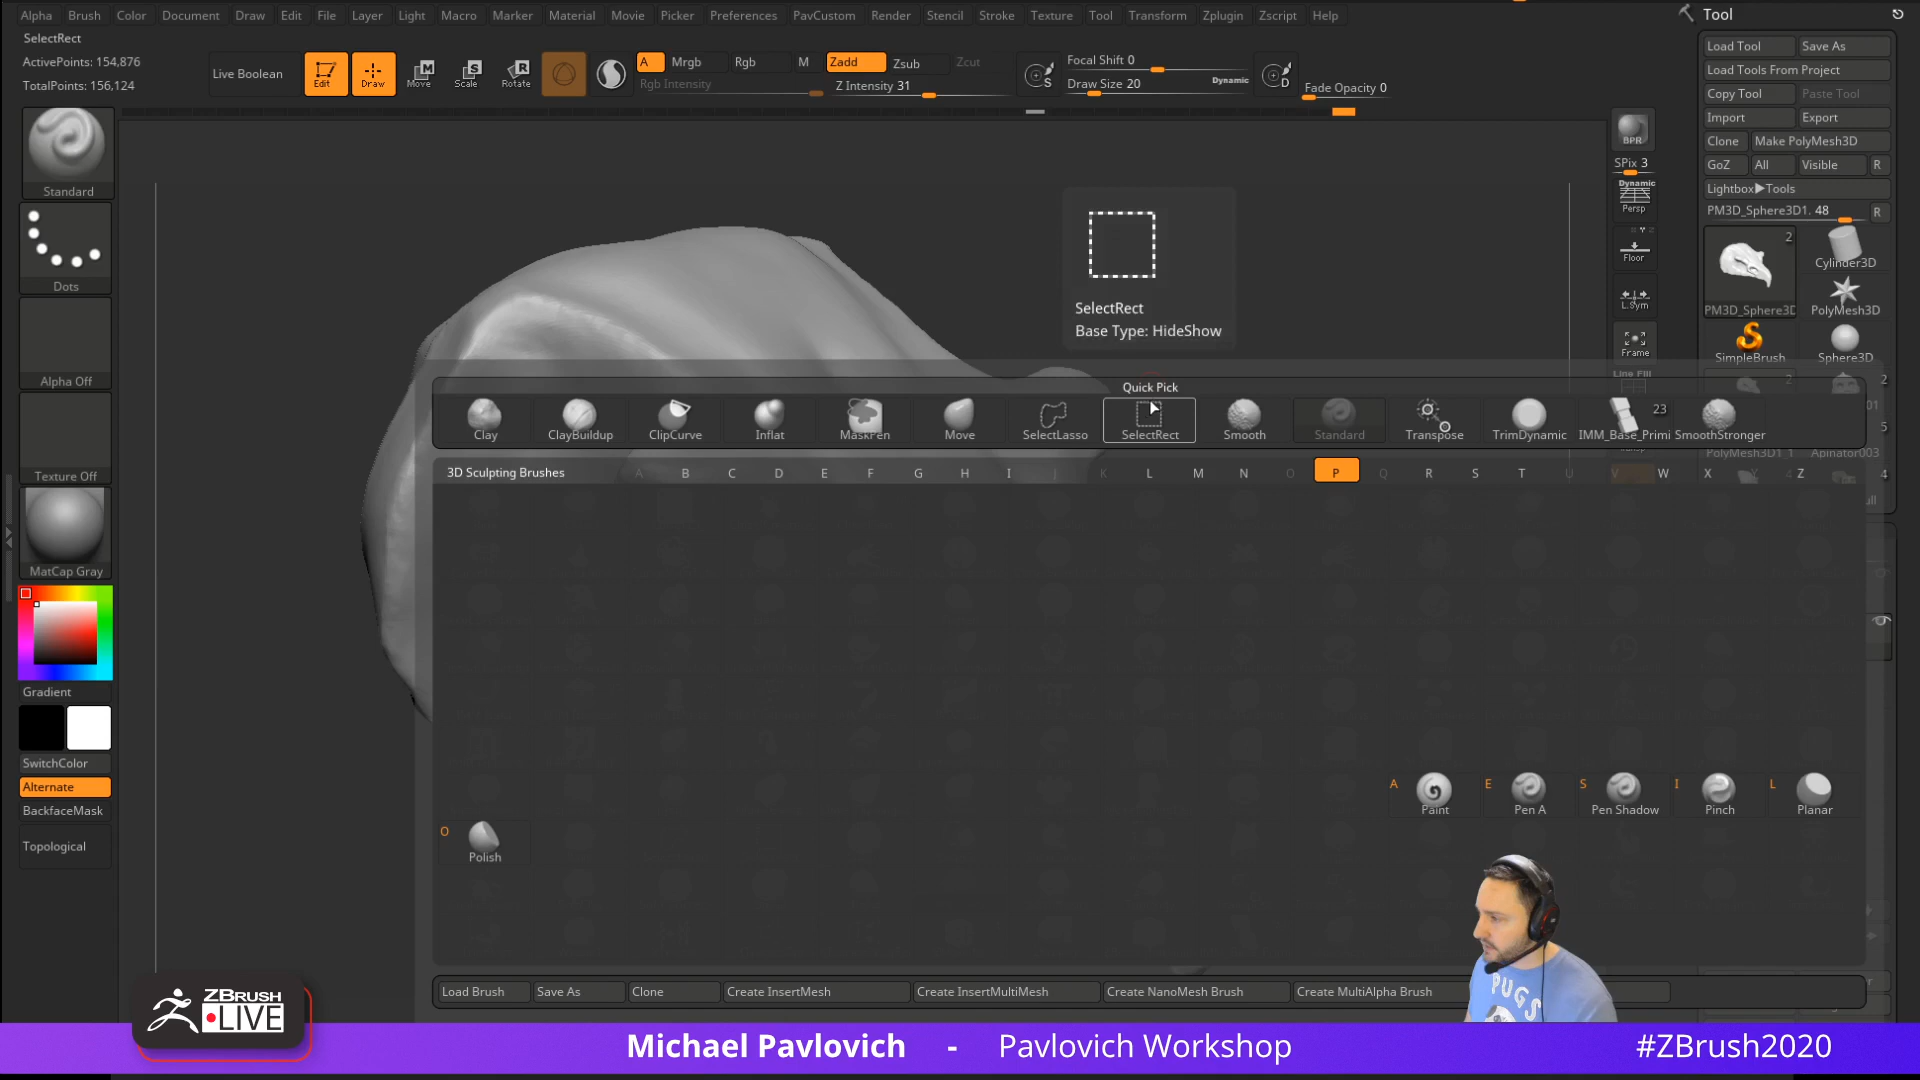 Alpha Brush Color Document Draw Edit File Layer Light Macro Marker Material Movie Picker Preferences PavCustom Render Stencil Stroke Texture Tool Transform Zplugin Zscript Help
Tool
SelectRect
ActivePoints: 154,876
TotalPoints: 156,124
Live Boolean
Edit
Draw
Move
Scale
Rotate
A
Mrgb
Rgb
M
Zadd
Zsub
Zcut
Rgb Intensity
Z Intensity 31
Focal Shift 0
Draw Size 20
Dynamic
Fade Opacity 0
Load Tool
Save As
Load Tools From Project
Copy Tool
Paste Tool
Import
Export
Clone
Make PolyMesh3D
GoZ
All
Visible
R
Lightbox▶Tools
PM3D_Sphere3D1. 48
R
2
PM3D_Sphere3D
Cylinder3D
PolyMesh3D
SimpleBrush
Sphere3D
BPR
SPix 3
Dynamic
Persp
Floor
L.Sym
Frame
Line Fill
Standard
Dots
Alpha Off
Texture Off
MatCap Gray
Gradient
SwitchColor
Alternate
BackfaceMask
Topological
SelectRect
Base Type: HideShow
Quick Pick
Clay
ClayBuildup
ClipCurve
Inflat
MaskPen
Move
SelectLasso
SelectRect
Smooth
Standard
Transpose
TrimDynamic
IMM_Base_Primi
23
SmoothStronger
3D Sculpting Brushes
A B C D E F G H I J K L M N O P Q R S T U V W X Y Z
A Paint
E Pen A
S Pen Shadow
I Pinch
L Planar
O Polish
Load Brush
Save As
Clone
Create InsertMesh
Create InsertMultiMesh
Create NanoMesh Brush
Create MultiAlpha Brush
PUGS
ZBRUSH
LIVE
Michael Pavlovich - Pavlovich Workshop
#ZBrush2020